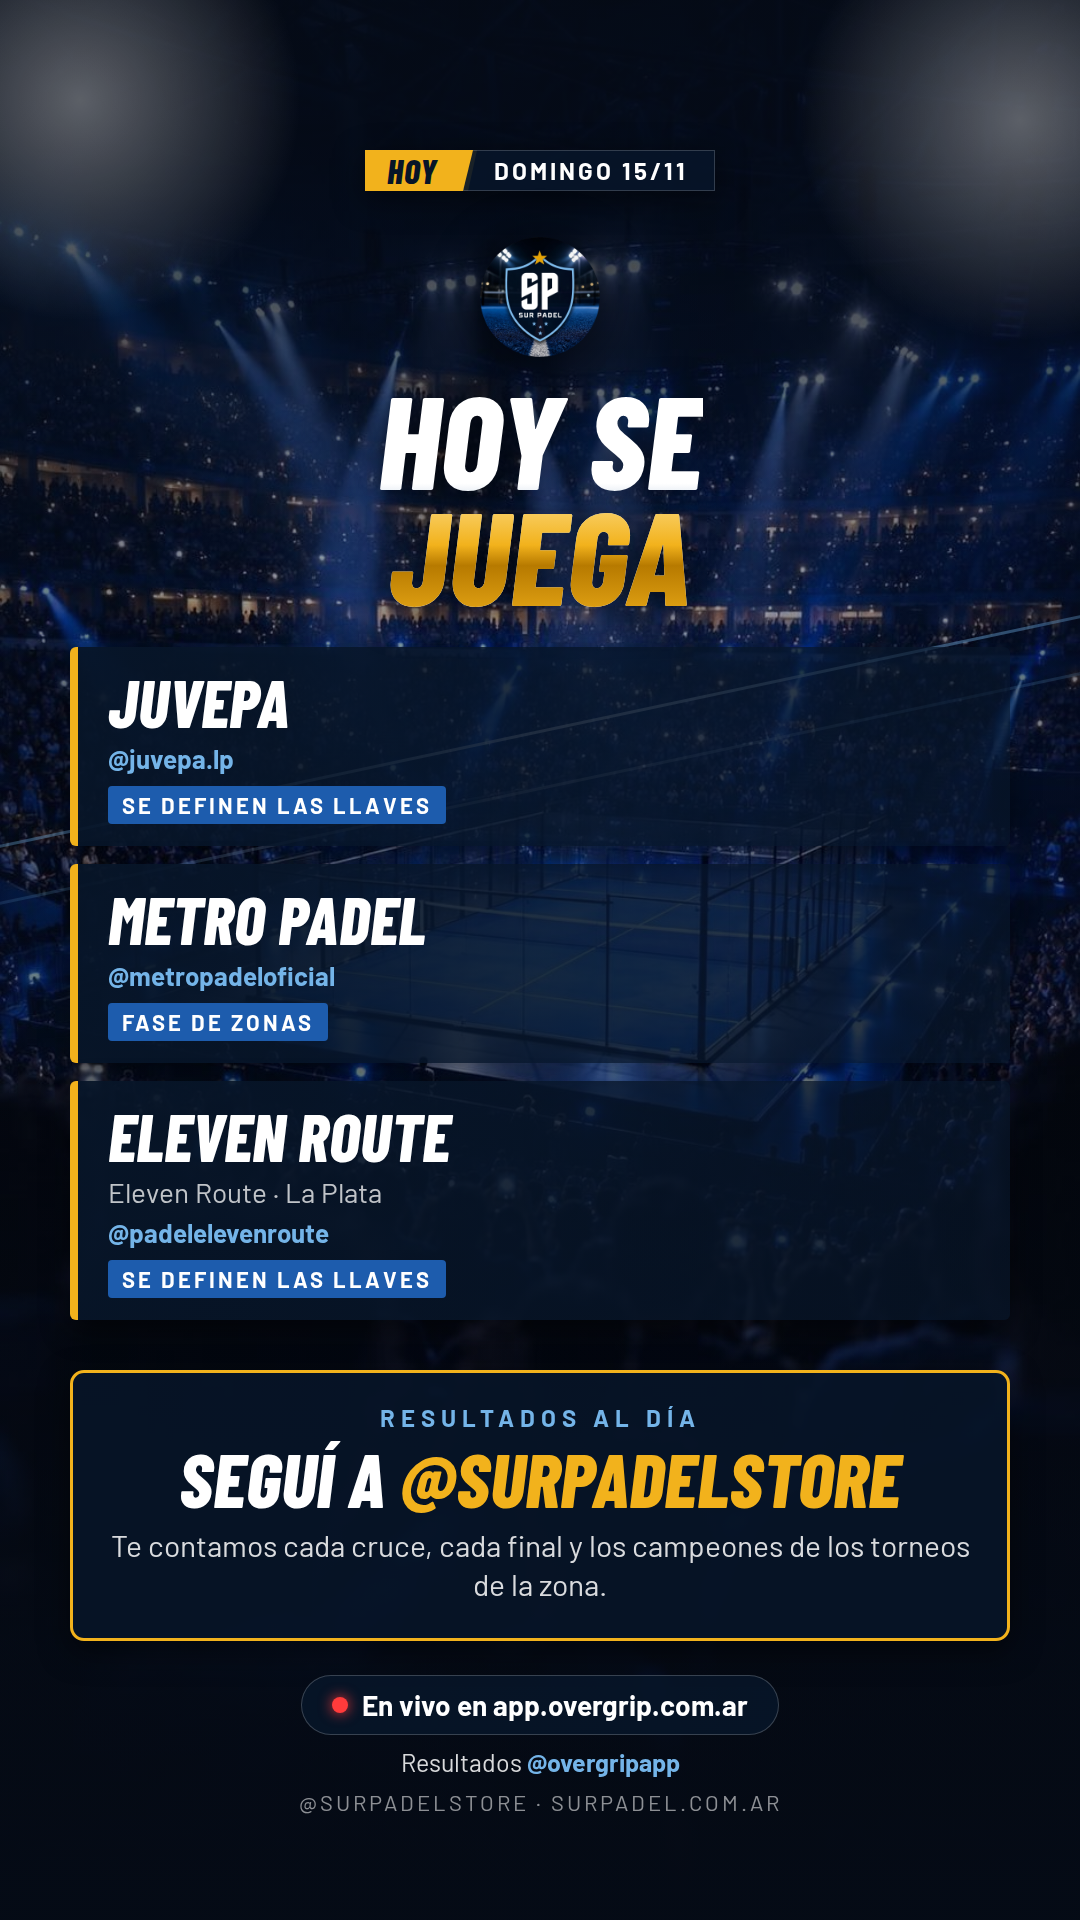 HOY DOMINGO 15/11
SP
SUR PADEL
HOY SE
JUEGA
JUVEPA
@juvepa.lp
SE DEFINEN LAS LLAVES
METRO PADEL
@metropadeloficial
FASE DE ZONAS
ELEVEN ROUTE
Eleven Route · La Plata
@padelelevenroute
SE DEFINEN LAS LLAVES
RESULTADOS AL DÍA
SEGUÍ A @SURPADELSTORE
Te contamos cada cruce, cada final y los campeones de los torneos
de la zona.
En vivo en app.overgrip.com.ar
Resultados @overgripapp
@SURPADELSTORE · SURPADEL.COM.AR